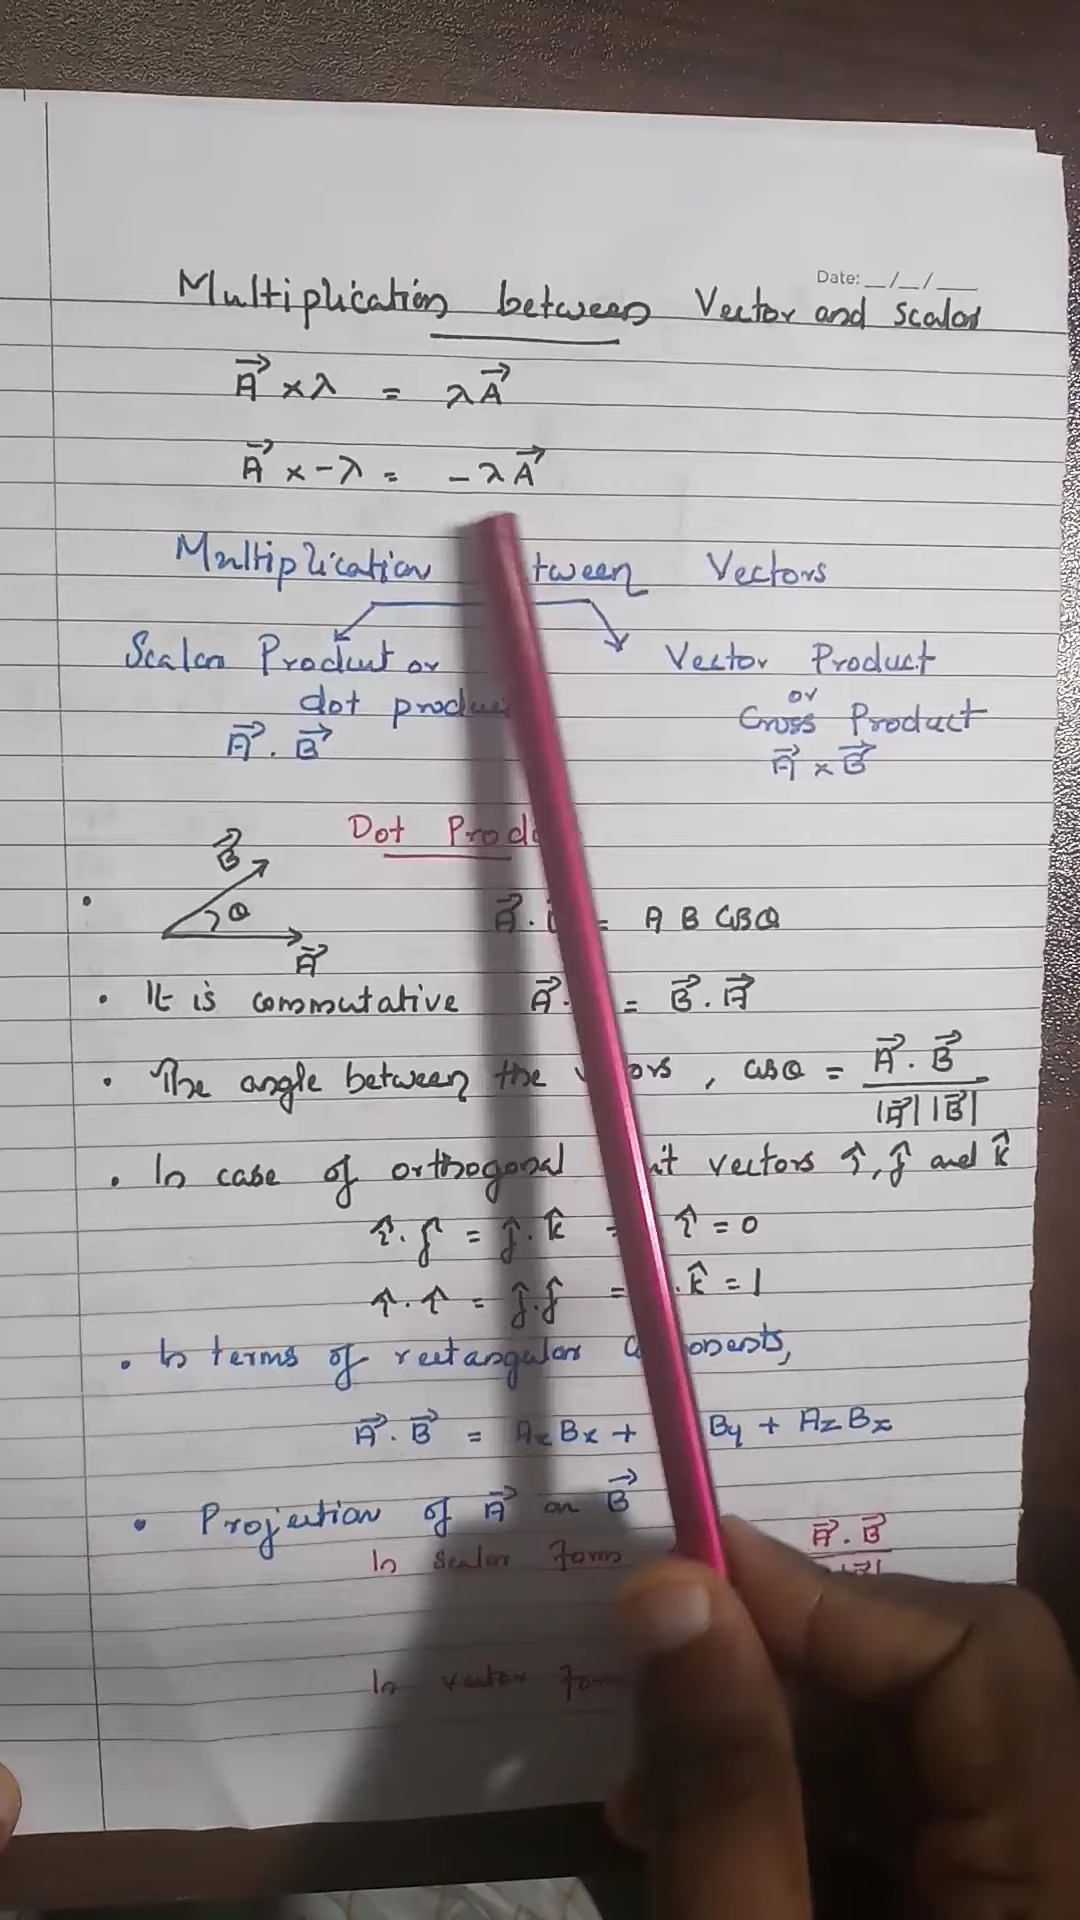 Date: __/__/____
Multiplication between Vector and Scalar
A⃗ × λ = λA⃗
A⃗ × -λ = -λA⃗
Multiplication tween Vectors
Scalar Product or
dot produc
A⃗ . B⃗
Vector Product
or
Cross Product
A⃗ × B⃗
Dot Prod
B⃗
θ
A⃗
A⃗ . = A B cosθ
• It is commutative A⃗ . = B⃗ . A⃗
• The angle between the ors, cosθ = A⃗ . B⃗ / |A⃗| |B⃗|
• In case of orthogonal it vectors î, ĵ and k̂
î . ĵ = ĵ . k̂ = î = 0
î . î = ĵ . ĵ = . k̂ = 1
• In terms of rectangular onents,
A⃗ . B⃗ = AxBx + By + AzBz
• Projection of A⃗ on B⃗
In scalar form A⃗ . B⃗
In vector form